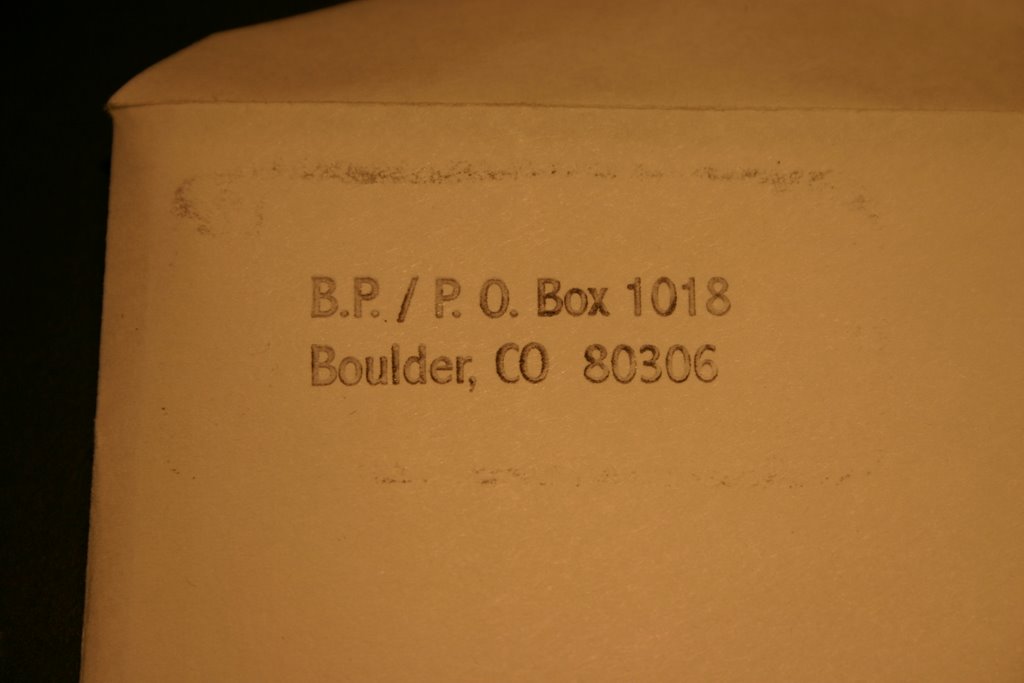 B.P. / P. O. Box 1018
Boulder, CO 80306